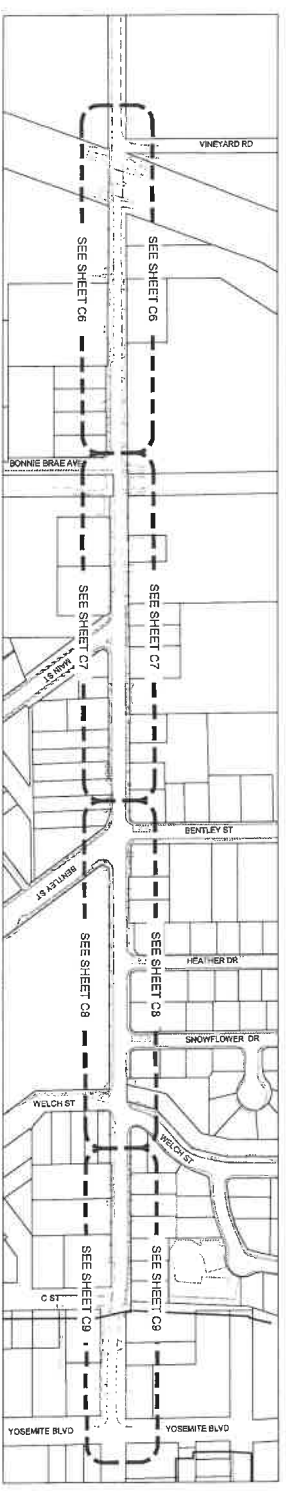 VINEYARD RD
SEE SHEET C6
SEE SHEET C6
BONNIE BRAE AVE
SEE SHEET C7
SEE SHEET C7
MAIN ST
BENTLEY ST
BENTLEY ST
HEATHER DR
SEE SHEET C8
SEE SHEET C8
SNOWFLOWER DR
WELCH ST
WELCH ST
SEE SHEET C9
SEE SHEET C9
C ST
YOSEMITE BLVD
YOSEMITE BLVD